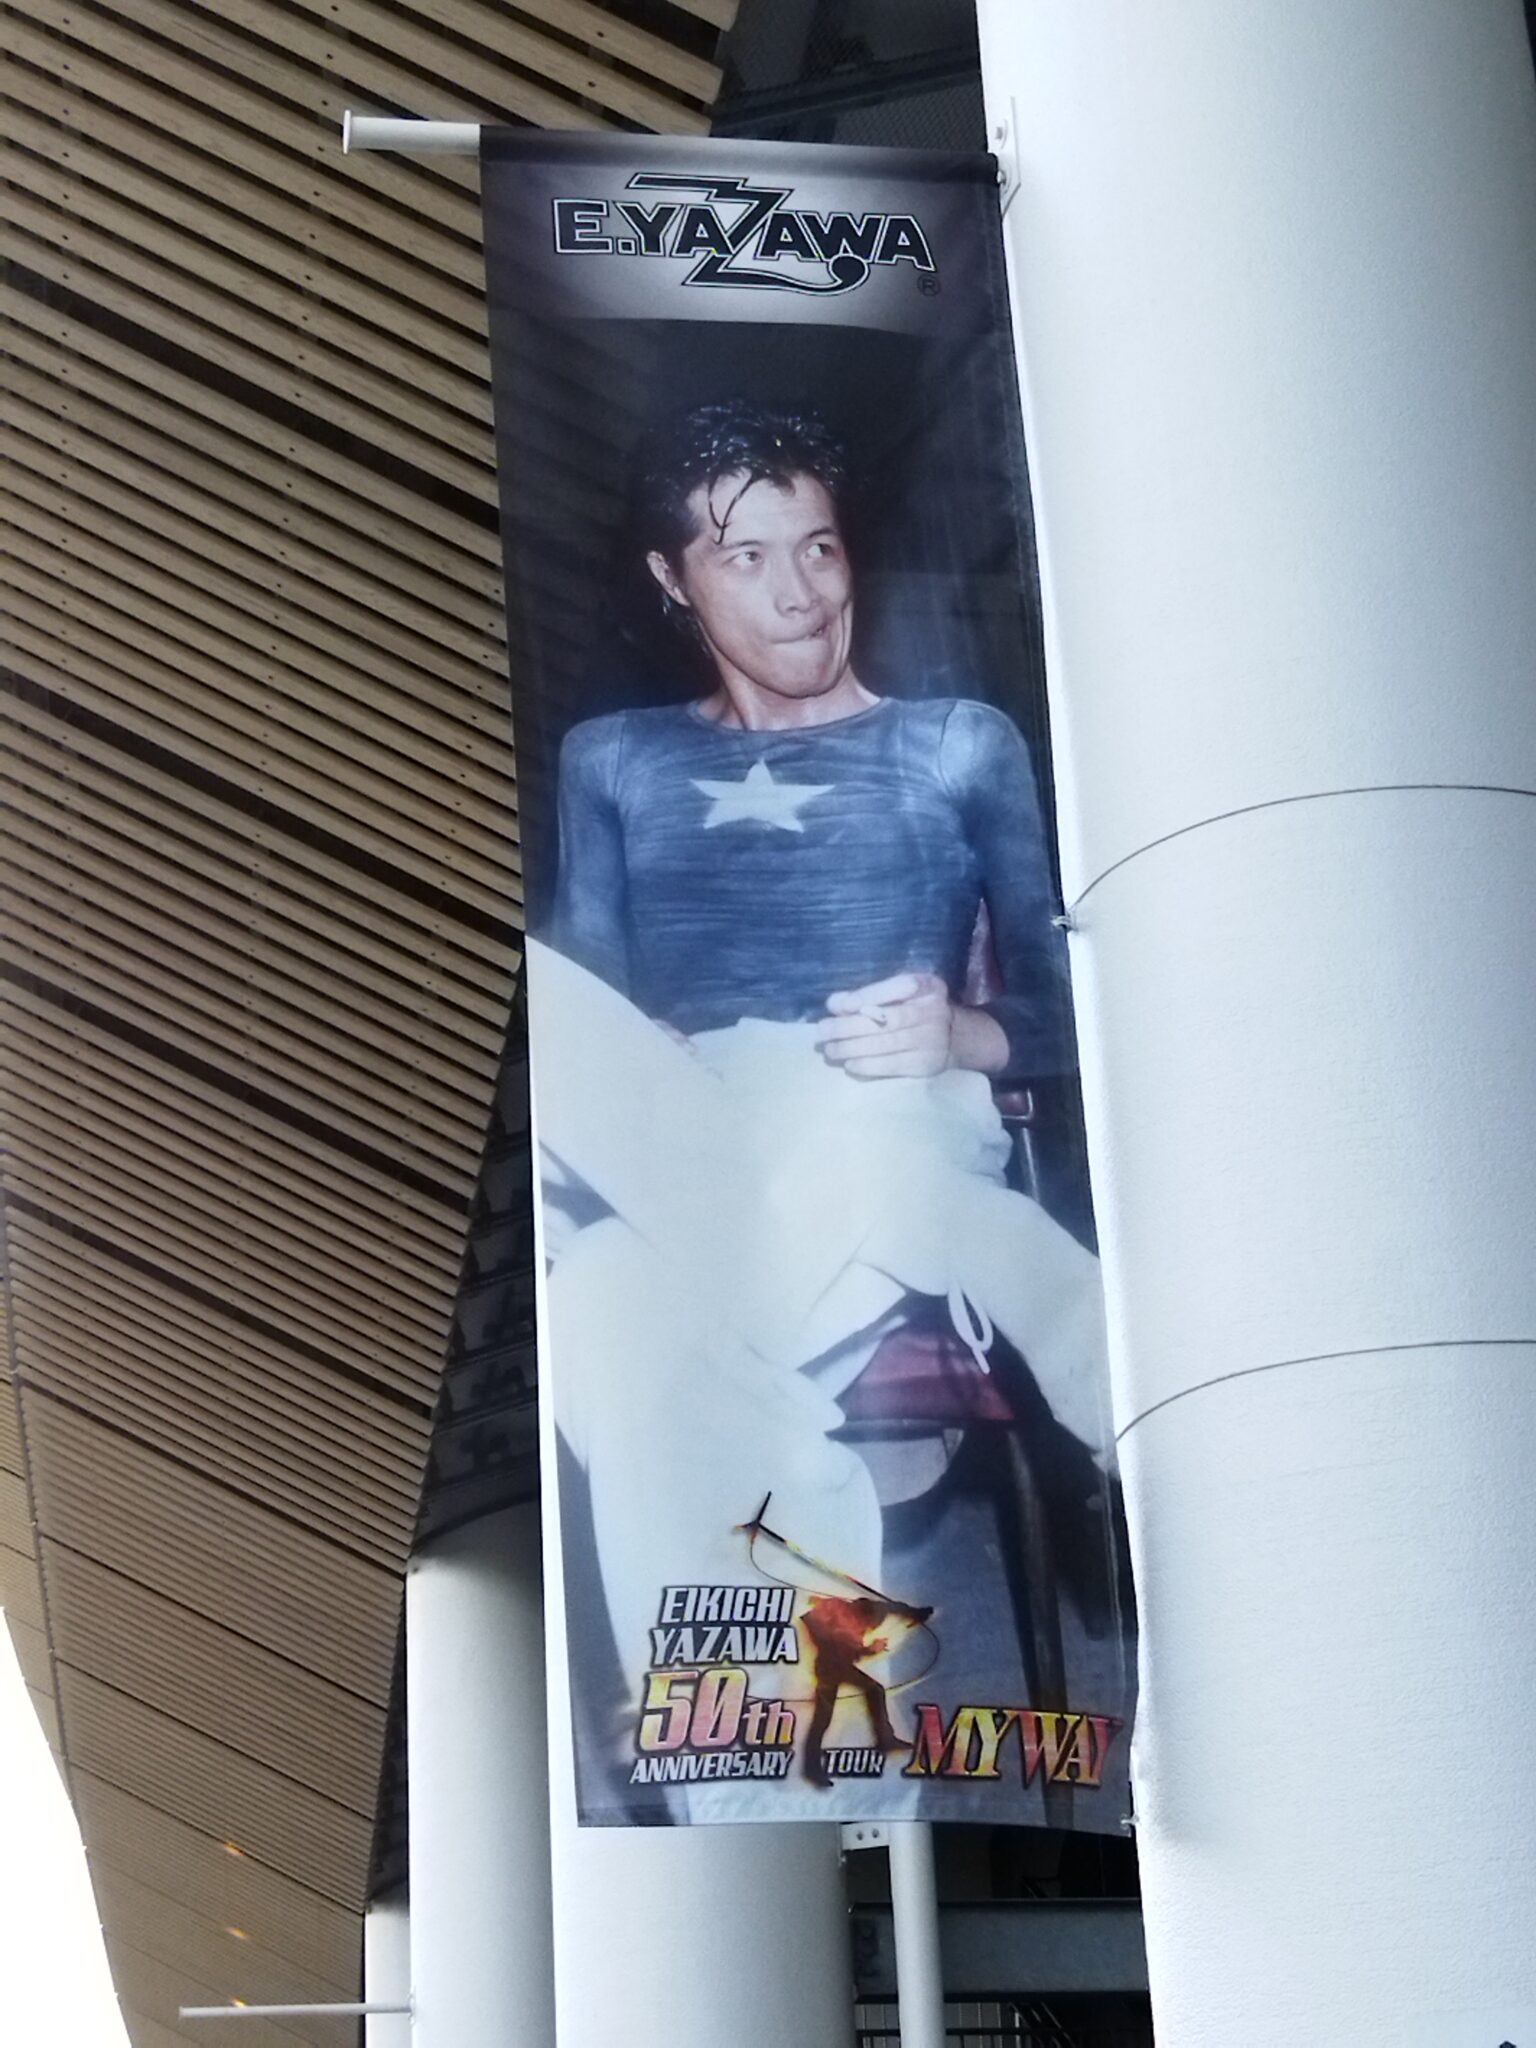 E.YAZAWA
®
EIKICHI
YAZAWA
50th
ANNIVERSARY TOUR MY WAY